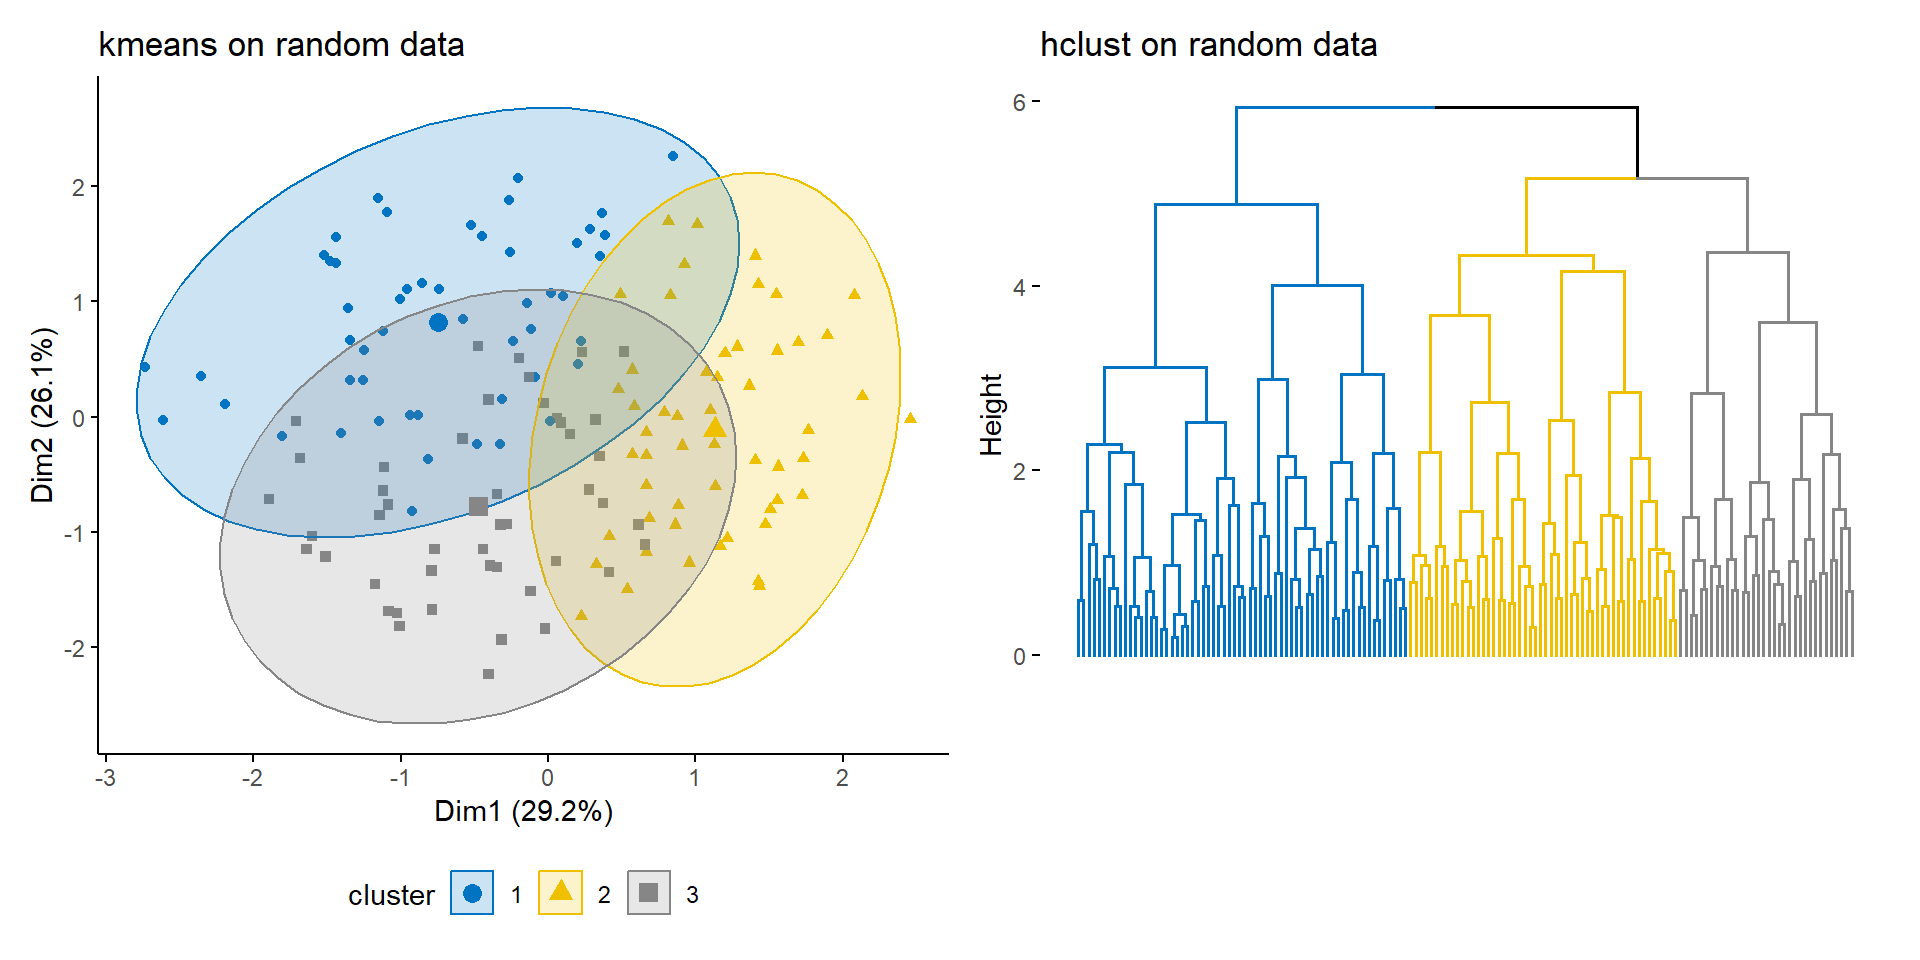 kmeans on random data
2
1
0
-1
-2
Dim2 (26.1%)
-3 -2 -1 0 1 2
Dim1 (29.2%)
cluster 1 2 3
hclust on random data
6
4
2
0
Height